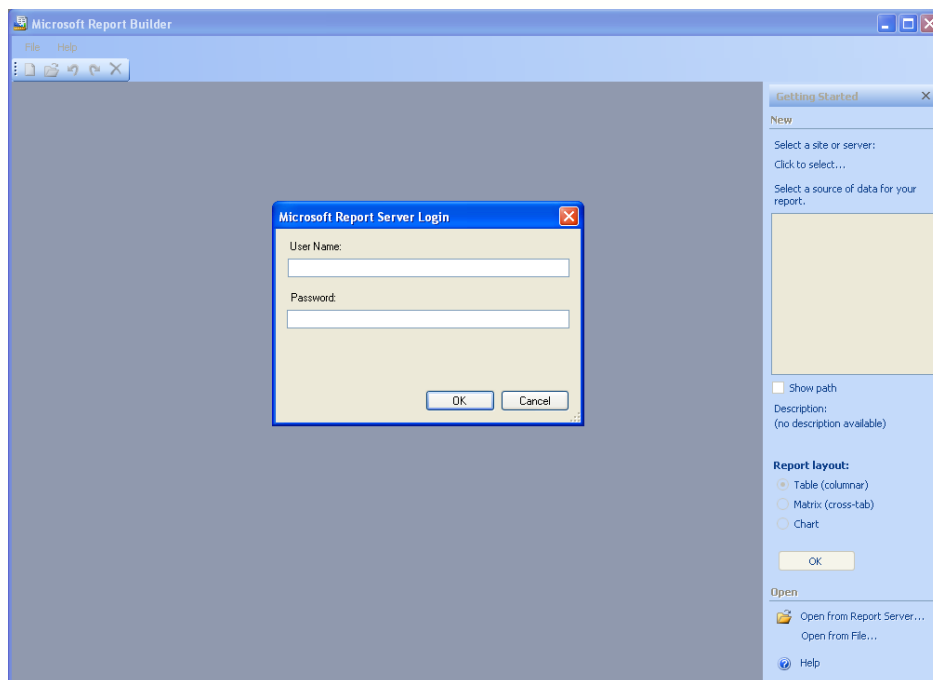 Microsoft Report Builder
File Help
Getting Started
New
Select a site or server:
Click to select...
Select a source of data for your
report.
Microsoft Report Server Login
User Name:
Password:
OK Cancel
Show path
Description:
(no description available)
Report layout:
Table (columnar)
Matrix (cross-tab)
Chart
OK
Open
Open from Report Server...
Open from File...
Help